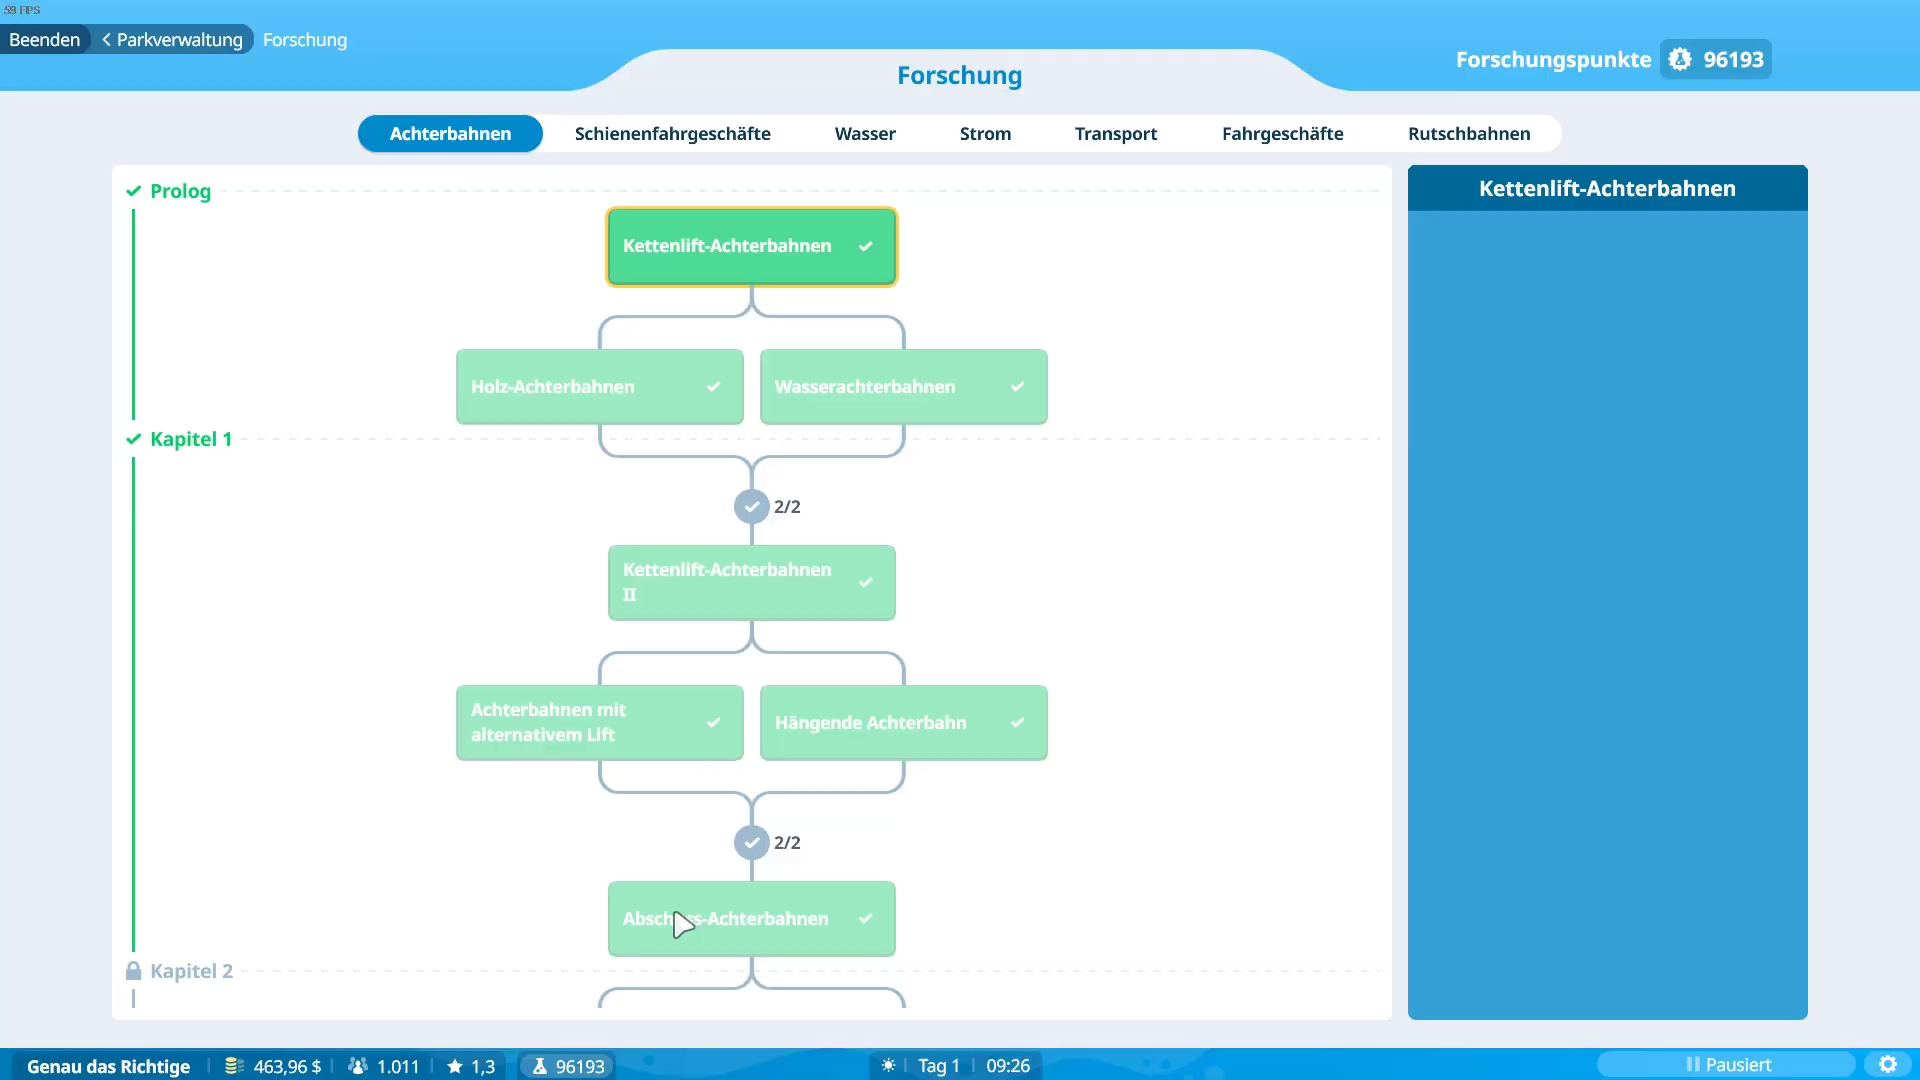 59 FPS
Beenden
Parkverwaltung
Forschung
Forschung
Forschungspunkte
96193
Achterbahnen
Schienenfahrgeschäfte
Wasser
Strom
Transport
Fahrgeschäfte
Rutschbahnen
Prolog
Kettenlift-Achterbahnen
Kettenlift-Achterbahnen
Holz-Achterbahnen
Wasserachterbahnen
Kapitel 1
2/2
Kettenlift-Achterbahnen
II
Achterbahnen mit
alternativem Lift
Hängende Achterbahn
2/2
Abschuss-Achterbahnen
Kapitel 2
Genau das Richtige
463,96 $
1.011
1,3
96193
Tag 1
09:26
Pausiert